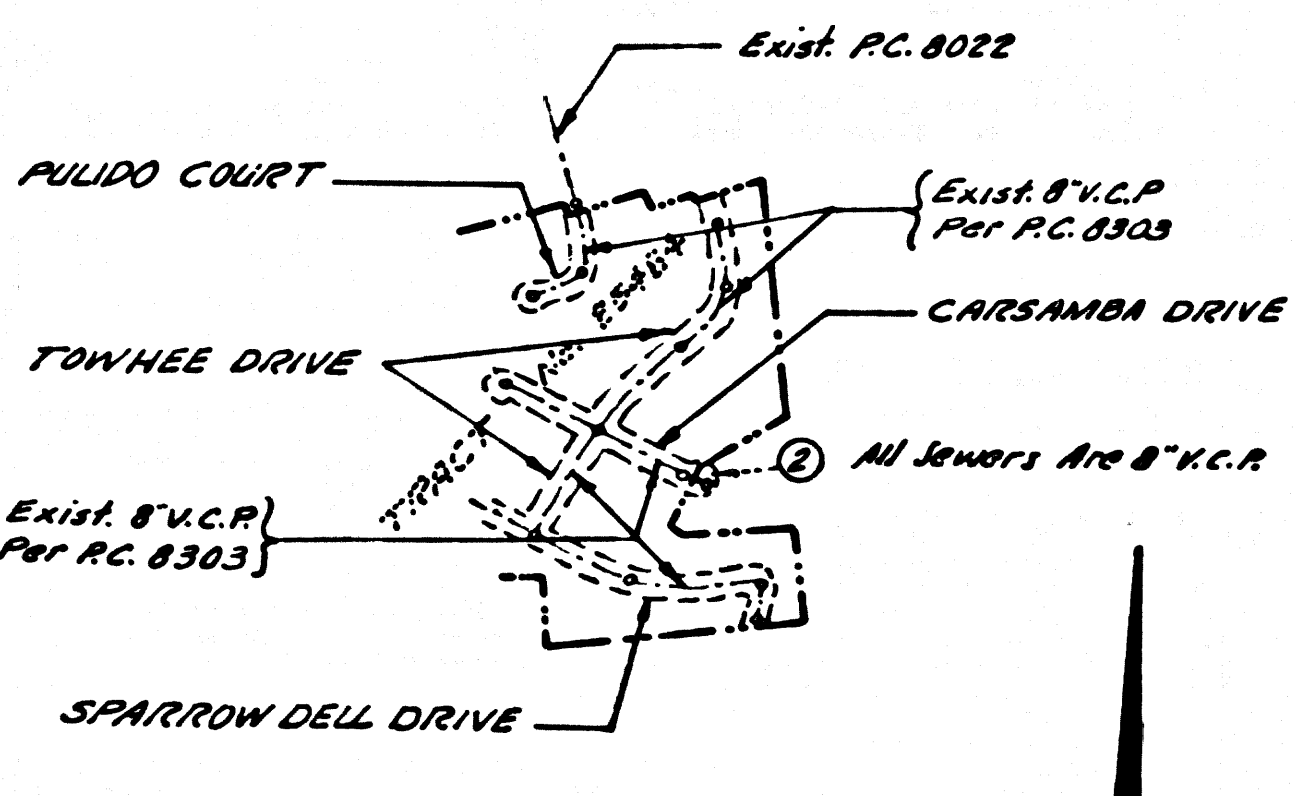 Exist. P.C. 8022
PULIDO COURT
Exist. 8"V.C.P
Per P.C. 8303
CARSAMBA DRIVE
TOWHEE DRIVE
2 All Sewers Are 8"V.C.P.
Exist. 8"V.C.P.
Per P.C. 8303
SPARROW DELL DRIVE